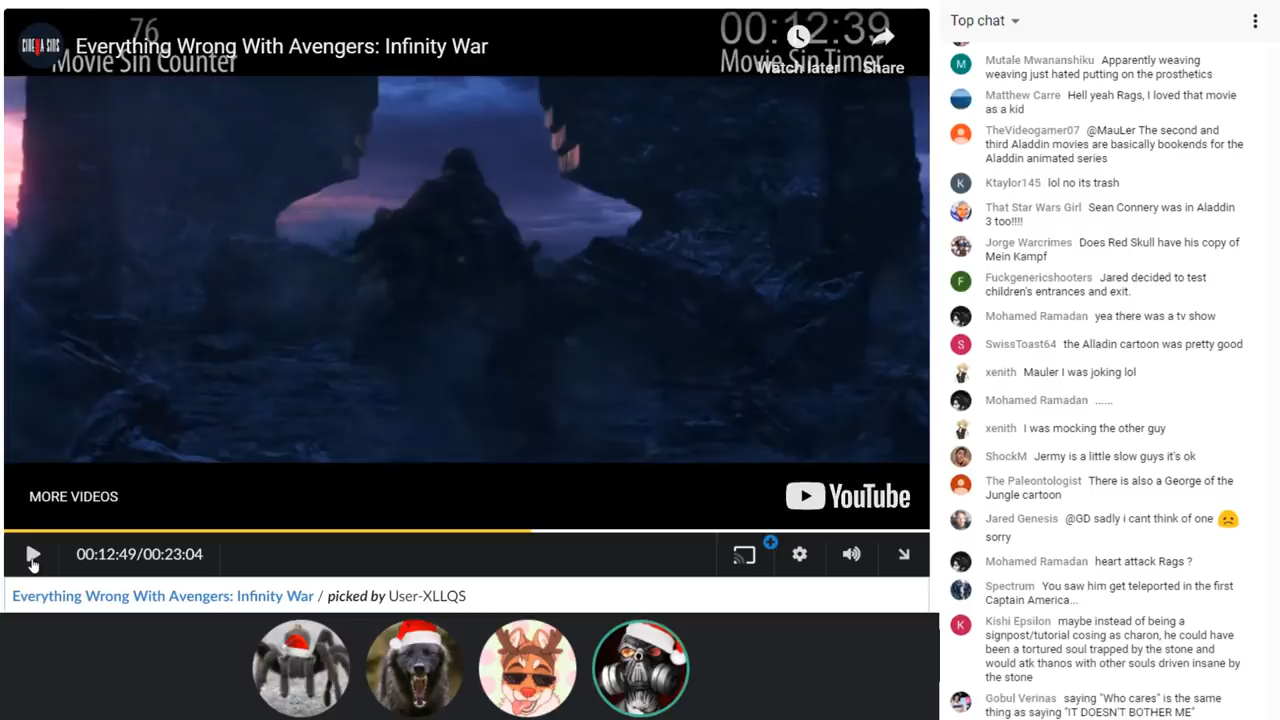 CINEMA SINS
Everything Wrong With Avengers: Infinity War
76
Movie Sin Counter
00:12:39
Movie Sin Timer
Watch later
Share
MORE VIDEOS
YouTube
00:12:49/00:23:04
Everything Wrong With Avengers: Infinity War / picked by User-XLLQS
Top chat
M
Mutale Mwananshiku Apparently weaving
weaving just hated putting on the prosthetics
Matthew Carre Hell yeah Rags, I loved that movie
as a kid
TheVideogamer07 @MauLer The second and
third Aladdin movies are basically bookends for the
Aladdin animated series
K
Ktaylor145 lol no its trash
That Star Wars Girl Sean Connery was in Aladdin
3 too!!!!
Jorge Warcrimes Does Red Skull have his copy of
Mein Kampf
F
Fuckgenericshooters Jared decided to test
children's entrances and exit.
Mohamed Ramadan yea there was a tv show
S
SwissToast64 the Alladin cartoon was pretty good
xenith Mauler I was joking lol
Mohamed Ramadan ......
xenith I was mocking the other guy
ShockM Jermy is a little slow guys it's ok
The Paleontologist There is also a George of the
Jungle cartoon
Jared Genesis @GD sadly i cant think of one
sorry
Mohamed Ramadan heart attack Rags ?
Spectrum You saw him get teleported in the first
Captain America...
K
Kishi Epsilon maybe instead of being a
signpost/tutorial cosing as charon, he could have
been a tortured soul trapped by the stone and
would atk thanos with other souls driven insane by
the stone
Gobul Verinas saying "Who cares" is the same
thing as saying "IT DOESN'T BOTHER ME"